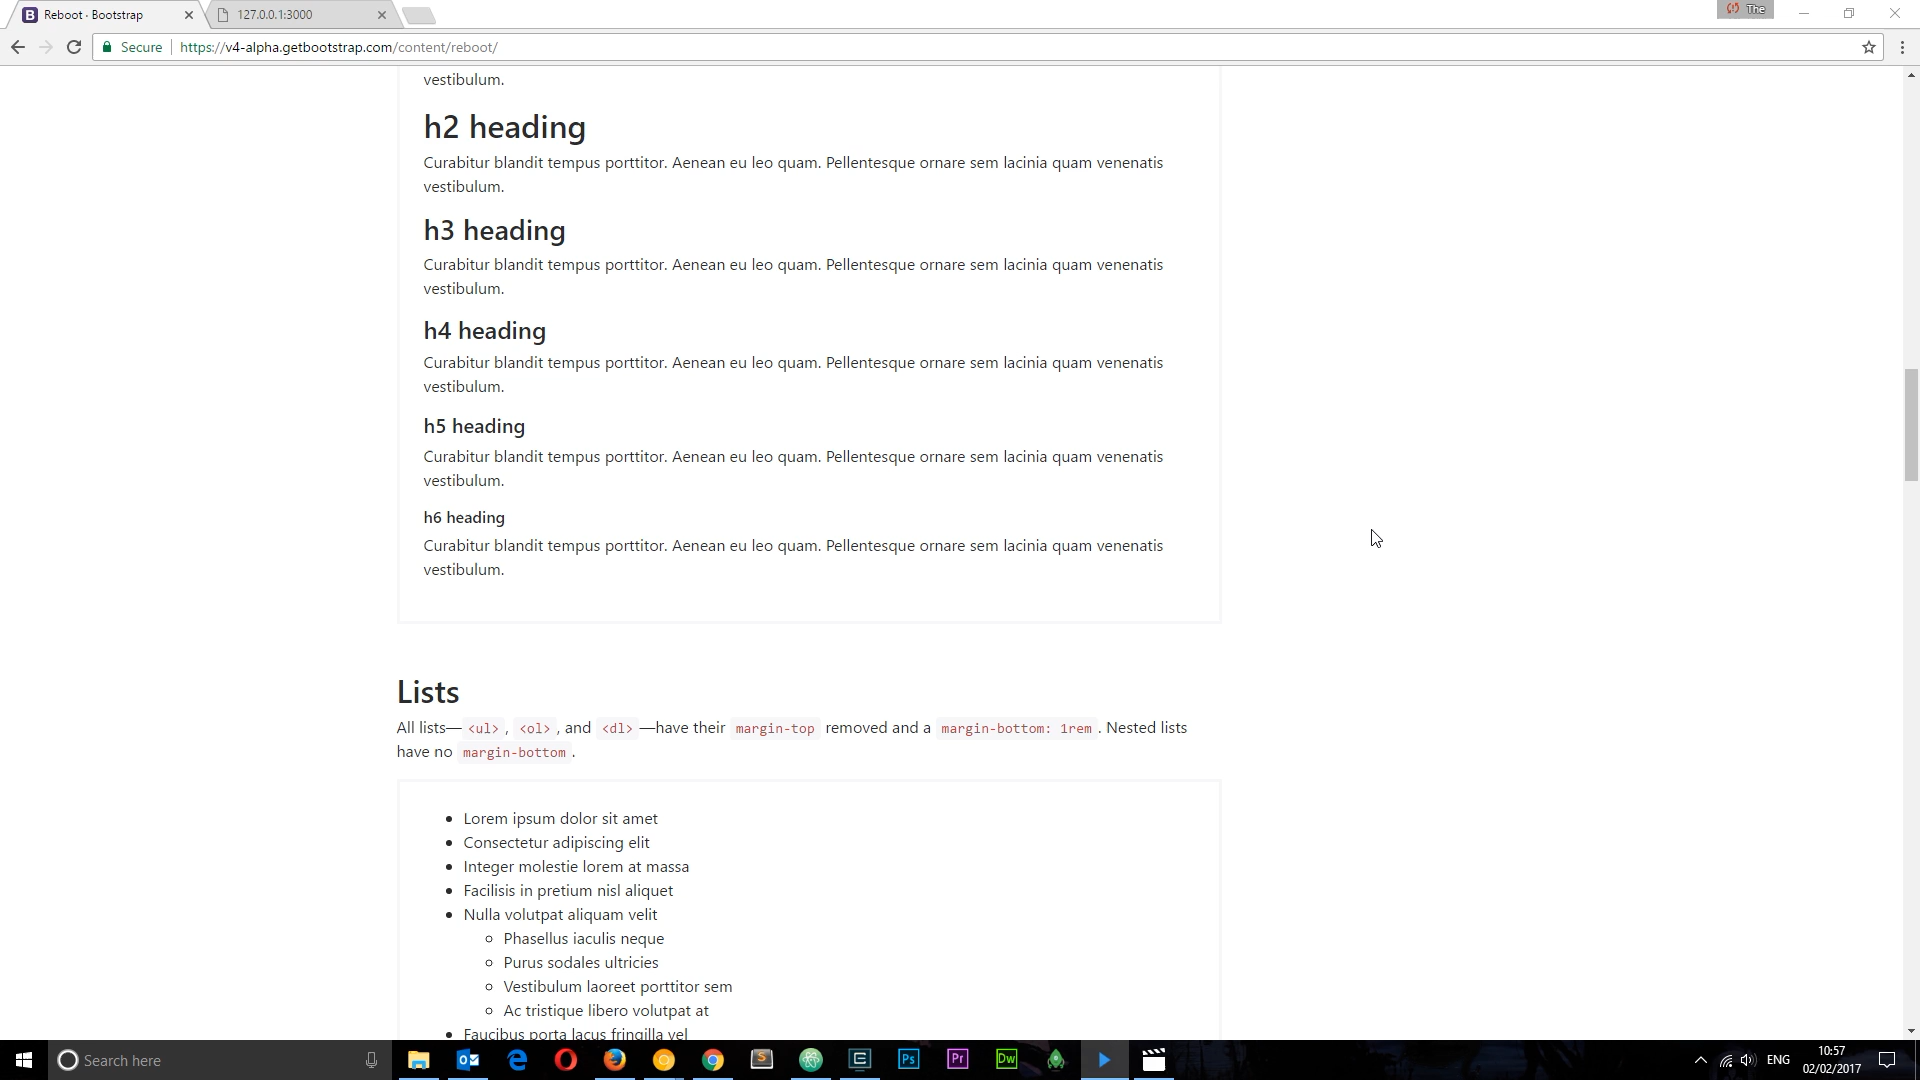 Reboot · Bootstrap
127.0.0.1:3000
The
Secure
https://v4-alpha.getbootstrap.com/content/reboot/
vestibulum.
h2 heading
Curabitur blandit tempus porttitor. Aenean eu leo quam. Pellentesque ornare sem lacinia quam venenatis
vestibulum.
h3 heading
Curabitur blandit tempus porttitor. Aenean eu leo quam. Pellentesque ornare sem lacinia quam venenatis
vestibulum.
h4 heading
Curabitur blandit tempus porttitor. Aenean eu leo quam. Pellentesque ornare sem lacinia quam venenatis
vestibulum.
h5 heading
Curabitur blandit tempus porttitor. Aenean eu leo quam. Pellentesque ornare sem lacinia quam venenatis
vestibulum.
h6 heading
Curabitur blandit tempus porttitor. Aenean eu leo quam. Pellentesque ornare sem lacinia quam venenatis
vestibulum.
Lists
All lists—<ul>, <ol>, and <dl>—have their margin-top removed and a margin-bottom: 1rem. Nested lists
have no margin-bottom.
Lorem ipsum dolor sit amet
Consectetur adipiscing elit
Integer molestie lorem at massa
Facilisis in pretium nisl aliquet
Nulla volutpat aliquam velit
Phasellus iaculis neque
Purus sodales ultricies
Vestibulum laoreet porttitor sem
Ac tristique libero volutpat at
Faucibus porta lacus fringilla vel
Search here
Ps
Pr
Dw
ENG
10:57
02/02/2017